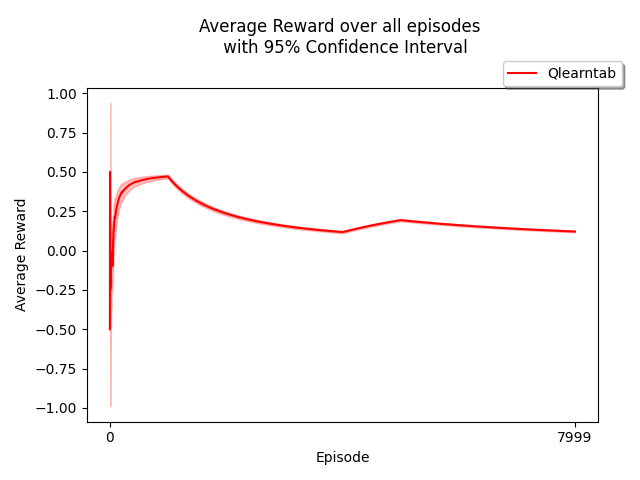 Average Reward over all episodes
with 95% Confidence Interval
Qlearntab
1.00
0.75
0.50
0.25
0.00
−0.25
−0.50
−0.75
−1.00
Average Reward
0 7999
Episode